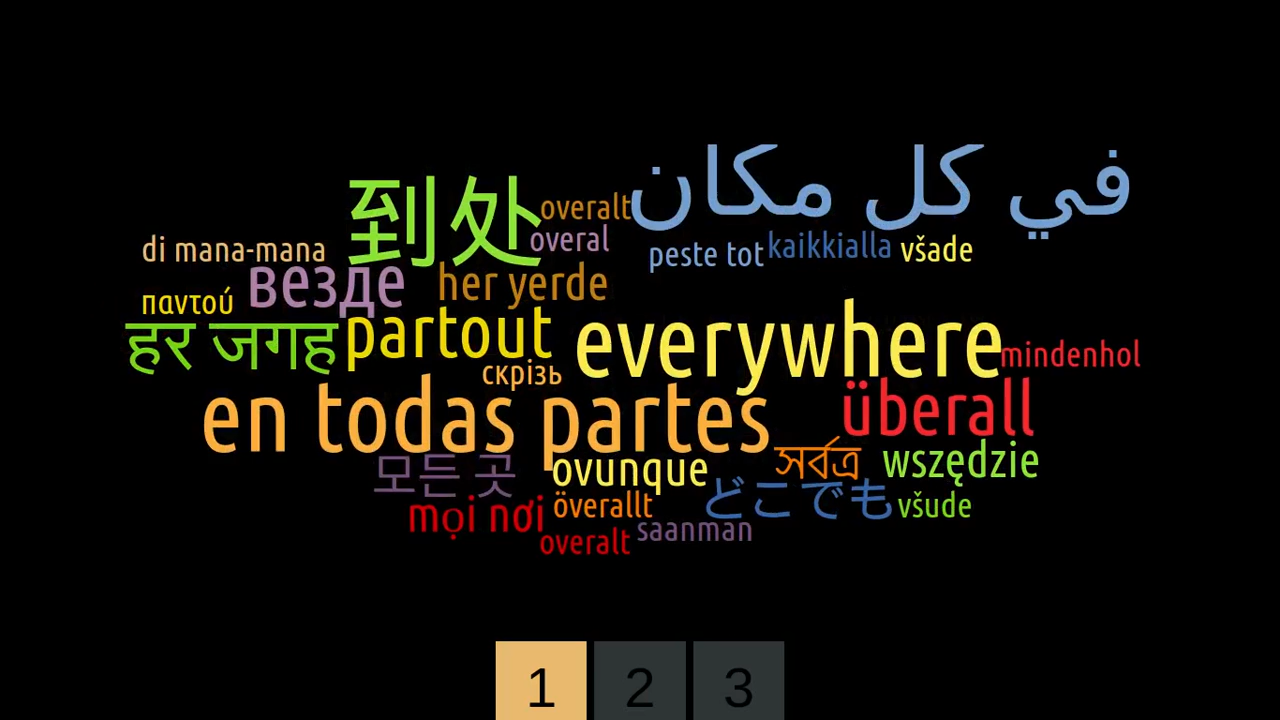 في كل مكان
到处
overalt
overal
di mana-mana
peste tot
kaikkialla
všade
везде
her yerde
παντού
partout
everywhere
हर जगह
mindenhol
скрізь
en todas partes
überall
모든 곳
ovunque
সর্বত্র
wszędzie
どこでも
mọi nơi
överallt
všude
saanman
overalt
1 2 3